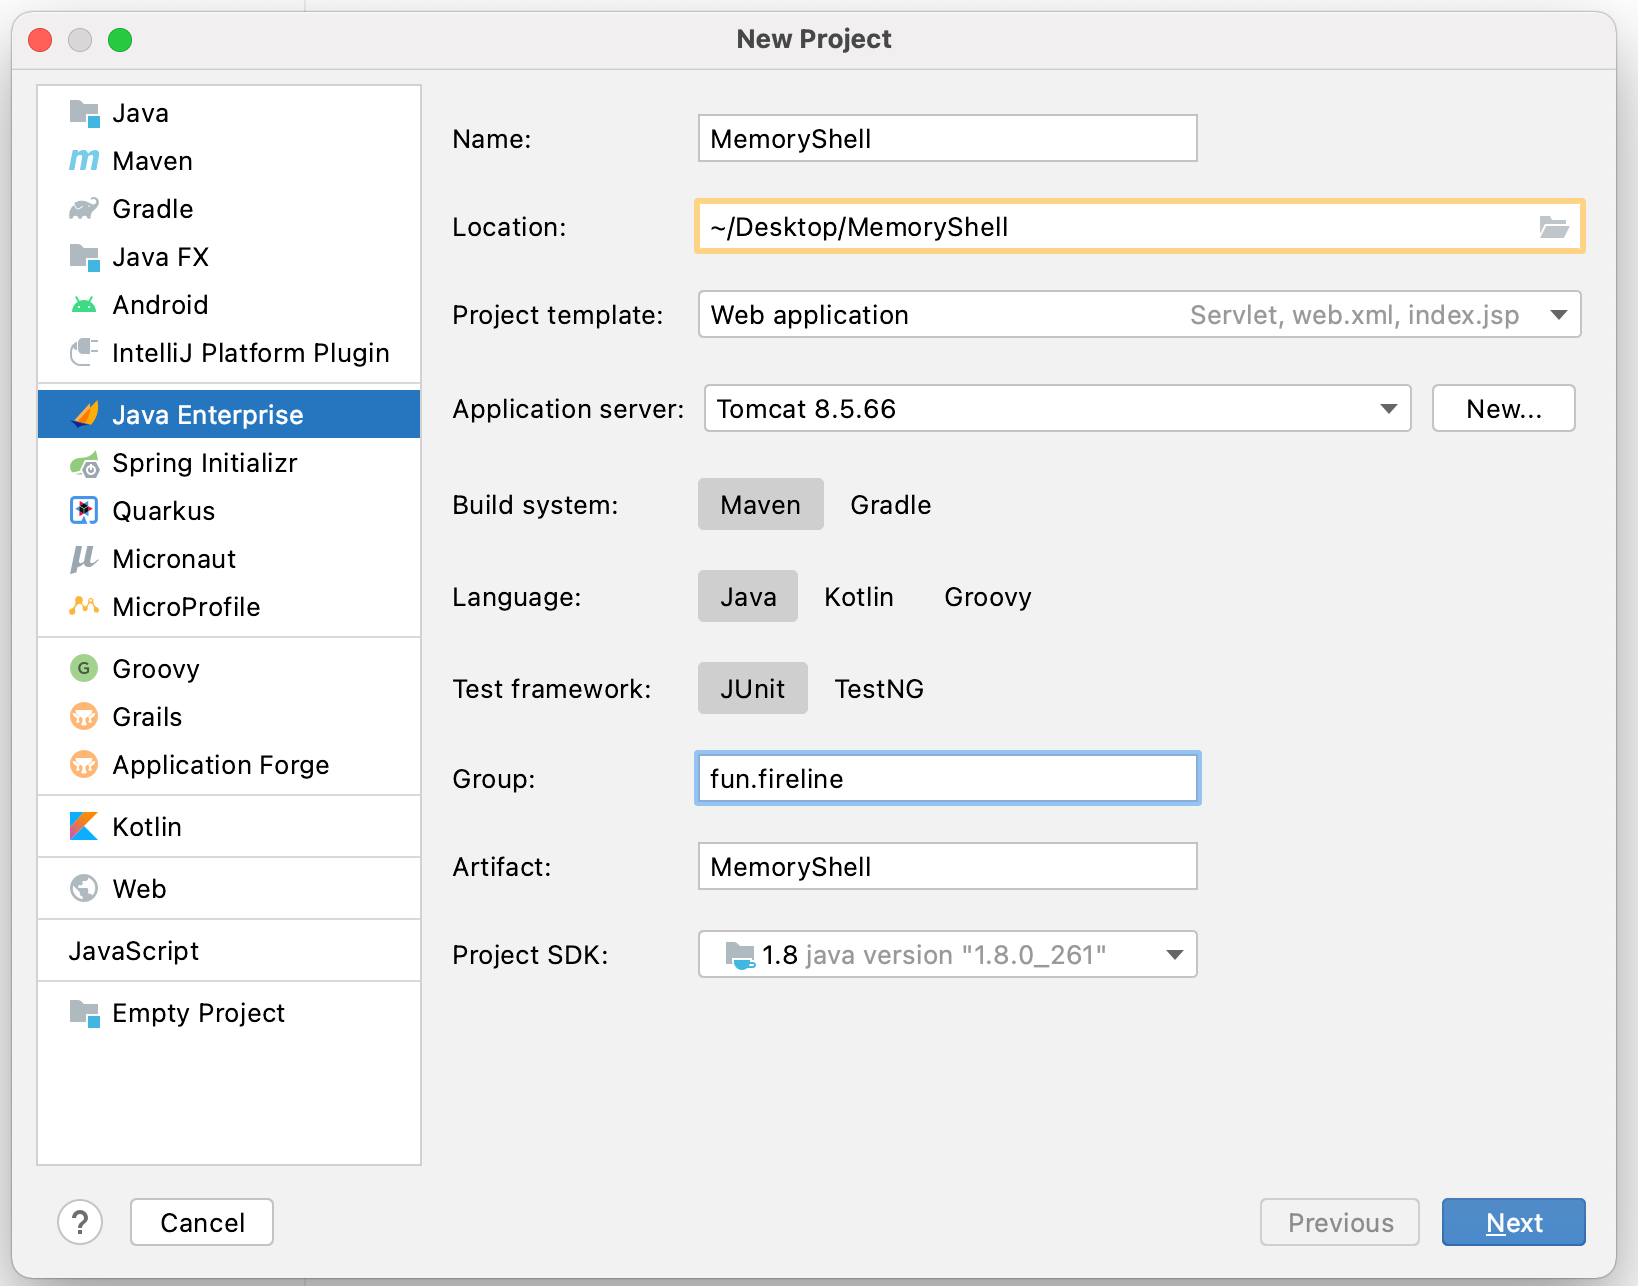 New Project
Java
Maven
Gradle
Java FX
Android
IntelliJ Platform Plugin
Java Enterprise
Spring Initializr
Quarkus
Micronaut
MicroProfile
Groovy
Grails
Application Forge
Kotlin
Web
JavaScript
Empty Project
Name: MemoryShell
Location: ~/Desktop/MemoryShell
Project template: Web application Servlet, web.xml, index.jsp
Application server: Tomcat 8.5.66 New...
Build system: Maven Gradle
Language: Java Kotlin Groovy
Test framework: JUnit TestNG
Group: fun.fireline
Artifact: MemoryShell
Project SDK: 1.8 java version "1.8.0_261"
? Cancel Previous Next